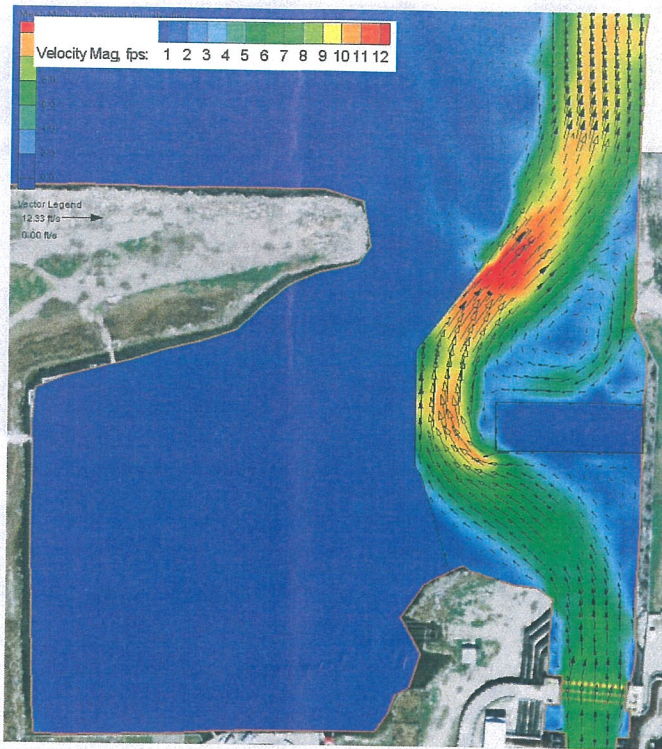 Velocity Mag, fps:
1 2 3 4 5 6 7 8 9 10 11 12
Vector Legend
12.33 ft/s
0.00 ft/s